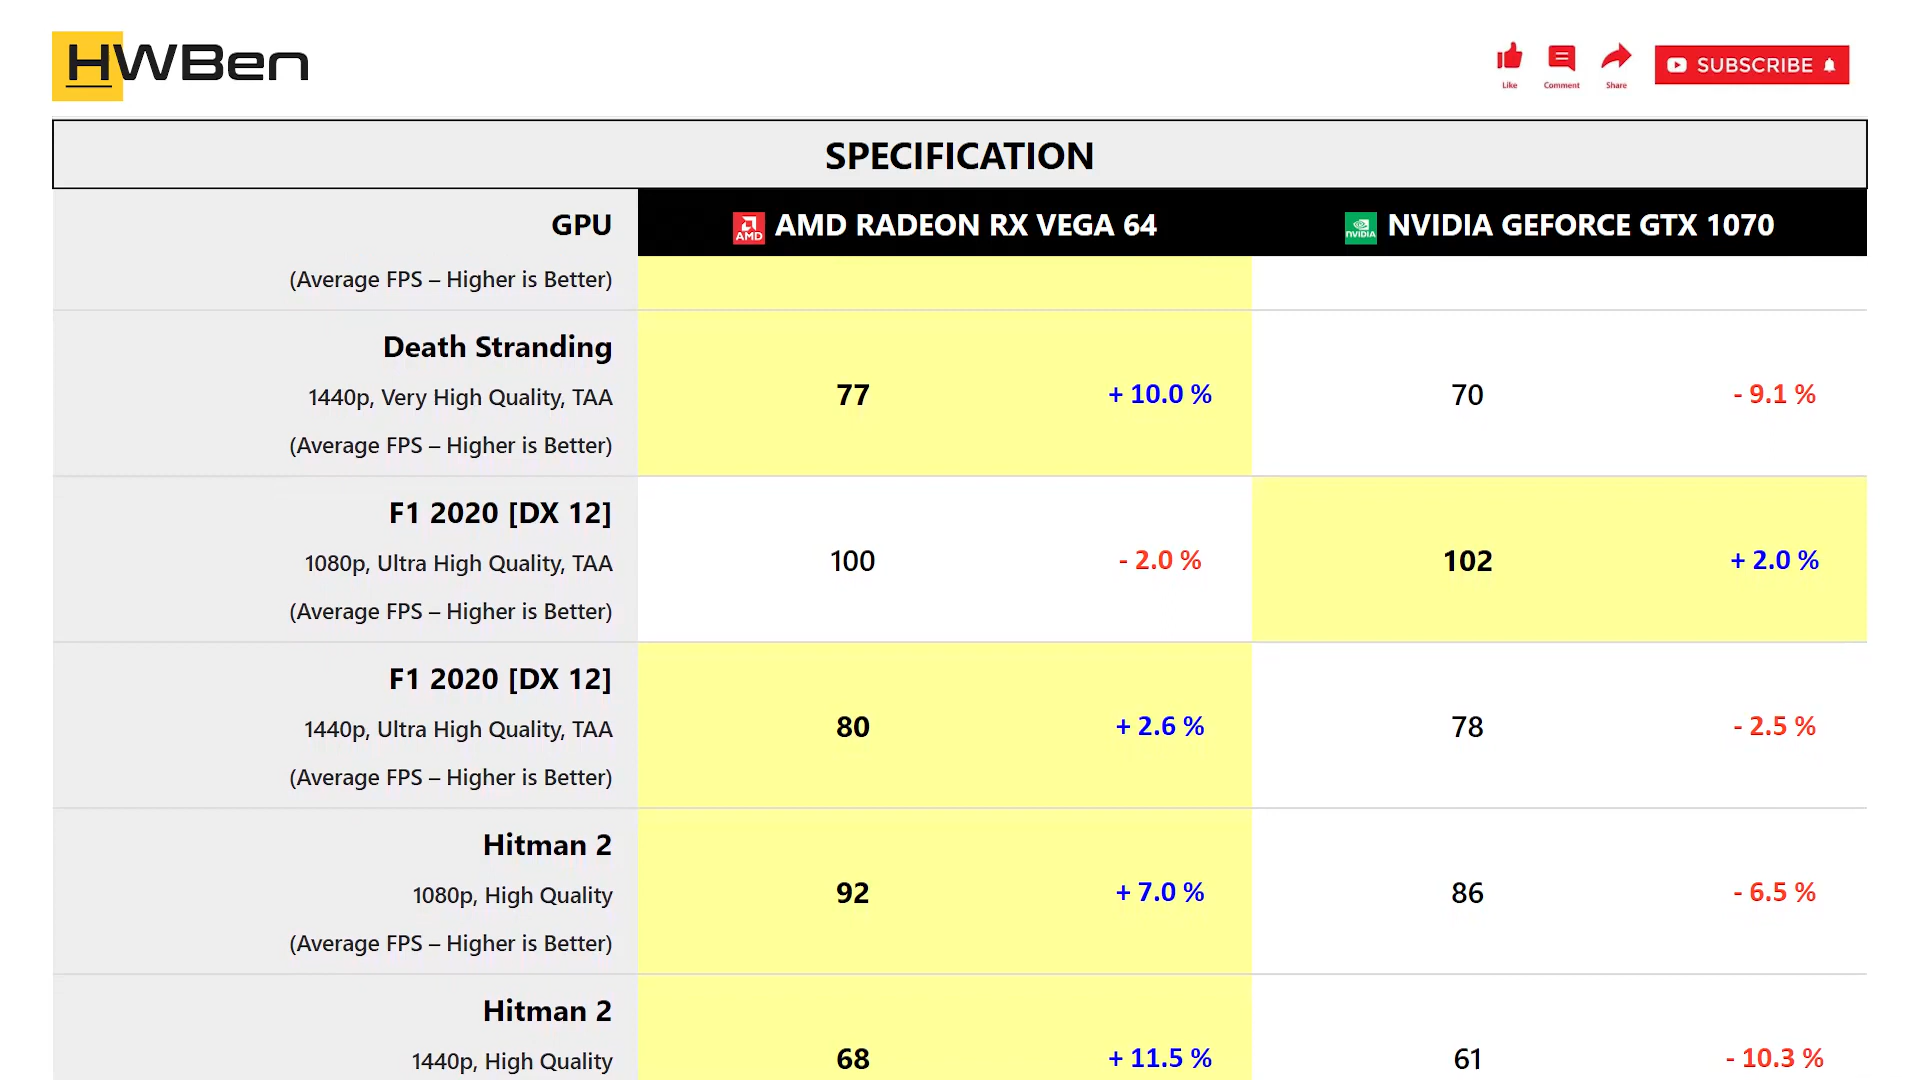 HWBen
Like
Comment
Share
SUBSCRIBE
SPECIFICATION
GPU AMD AMD RADEON RX VEGA 64 NVIDIA NVIDIA GEFORCE GTX 1070
(Average FPS – Higher is Better)
Death Stranding
1440p, Very High Quality, TAA 77 + 10.0 % 70 - 9.1 %
(Average FPS – Higher is Better)
F1 2020 [DX 12]
1080p, Ultra High Quality, TAA 100 - 2.0 % 102 + 2.0 %
(Average FPS – Higher is Better)
F1 2020 [DX 12]
1440p, Ultra High Quality, TAA 80 + 2.6 % 78 - 2.5 %
(Average FPS – Higher is Better)
Hitman 2
1080p, High Quality 92 + 7.0 % 86 - 6.5 %
(Average FPS – Higher is Better)
Hitman 2
1440p, High Quality 68 + 11.5 % 61 - 10.3 %